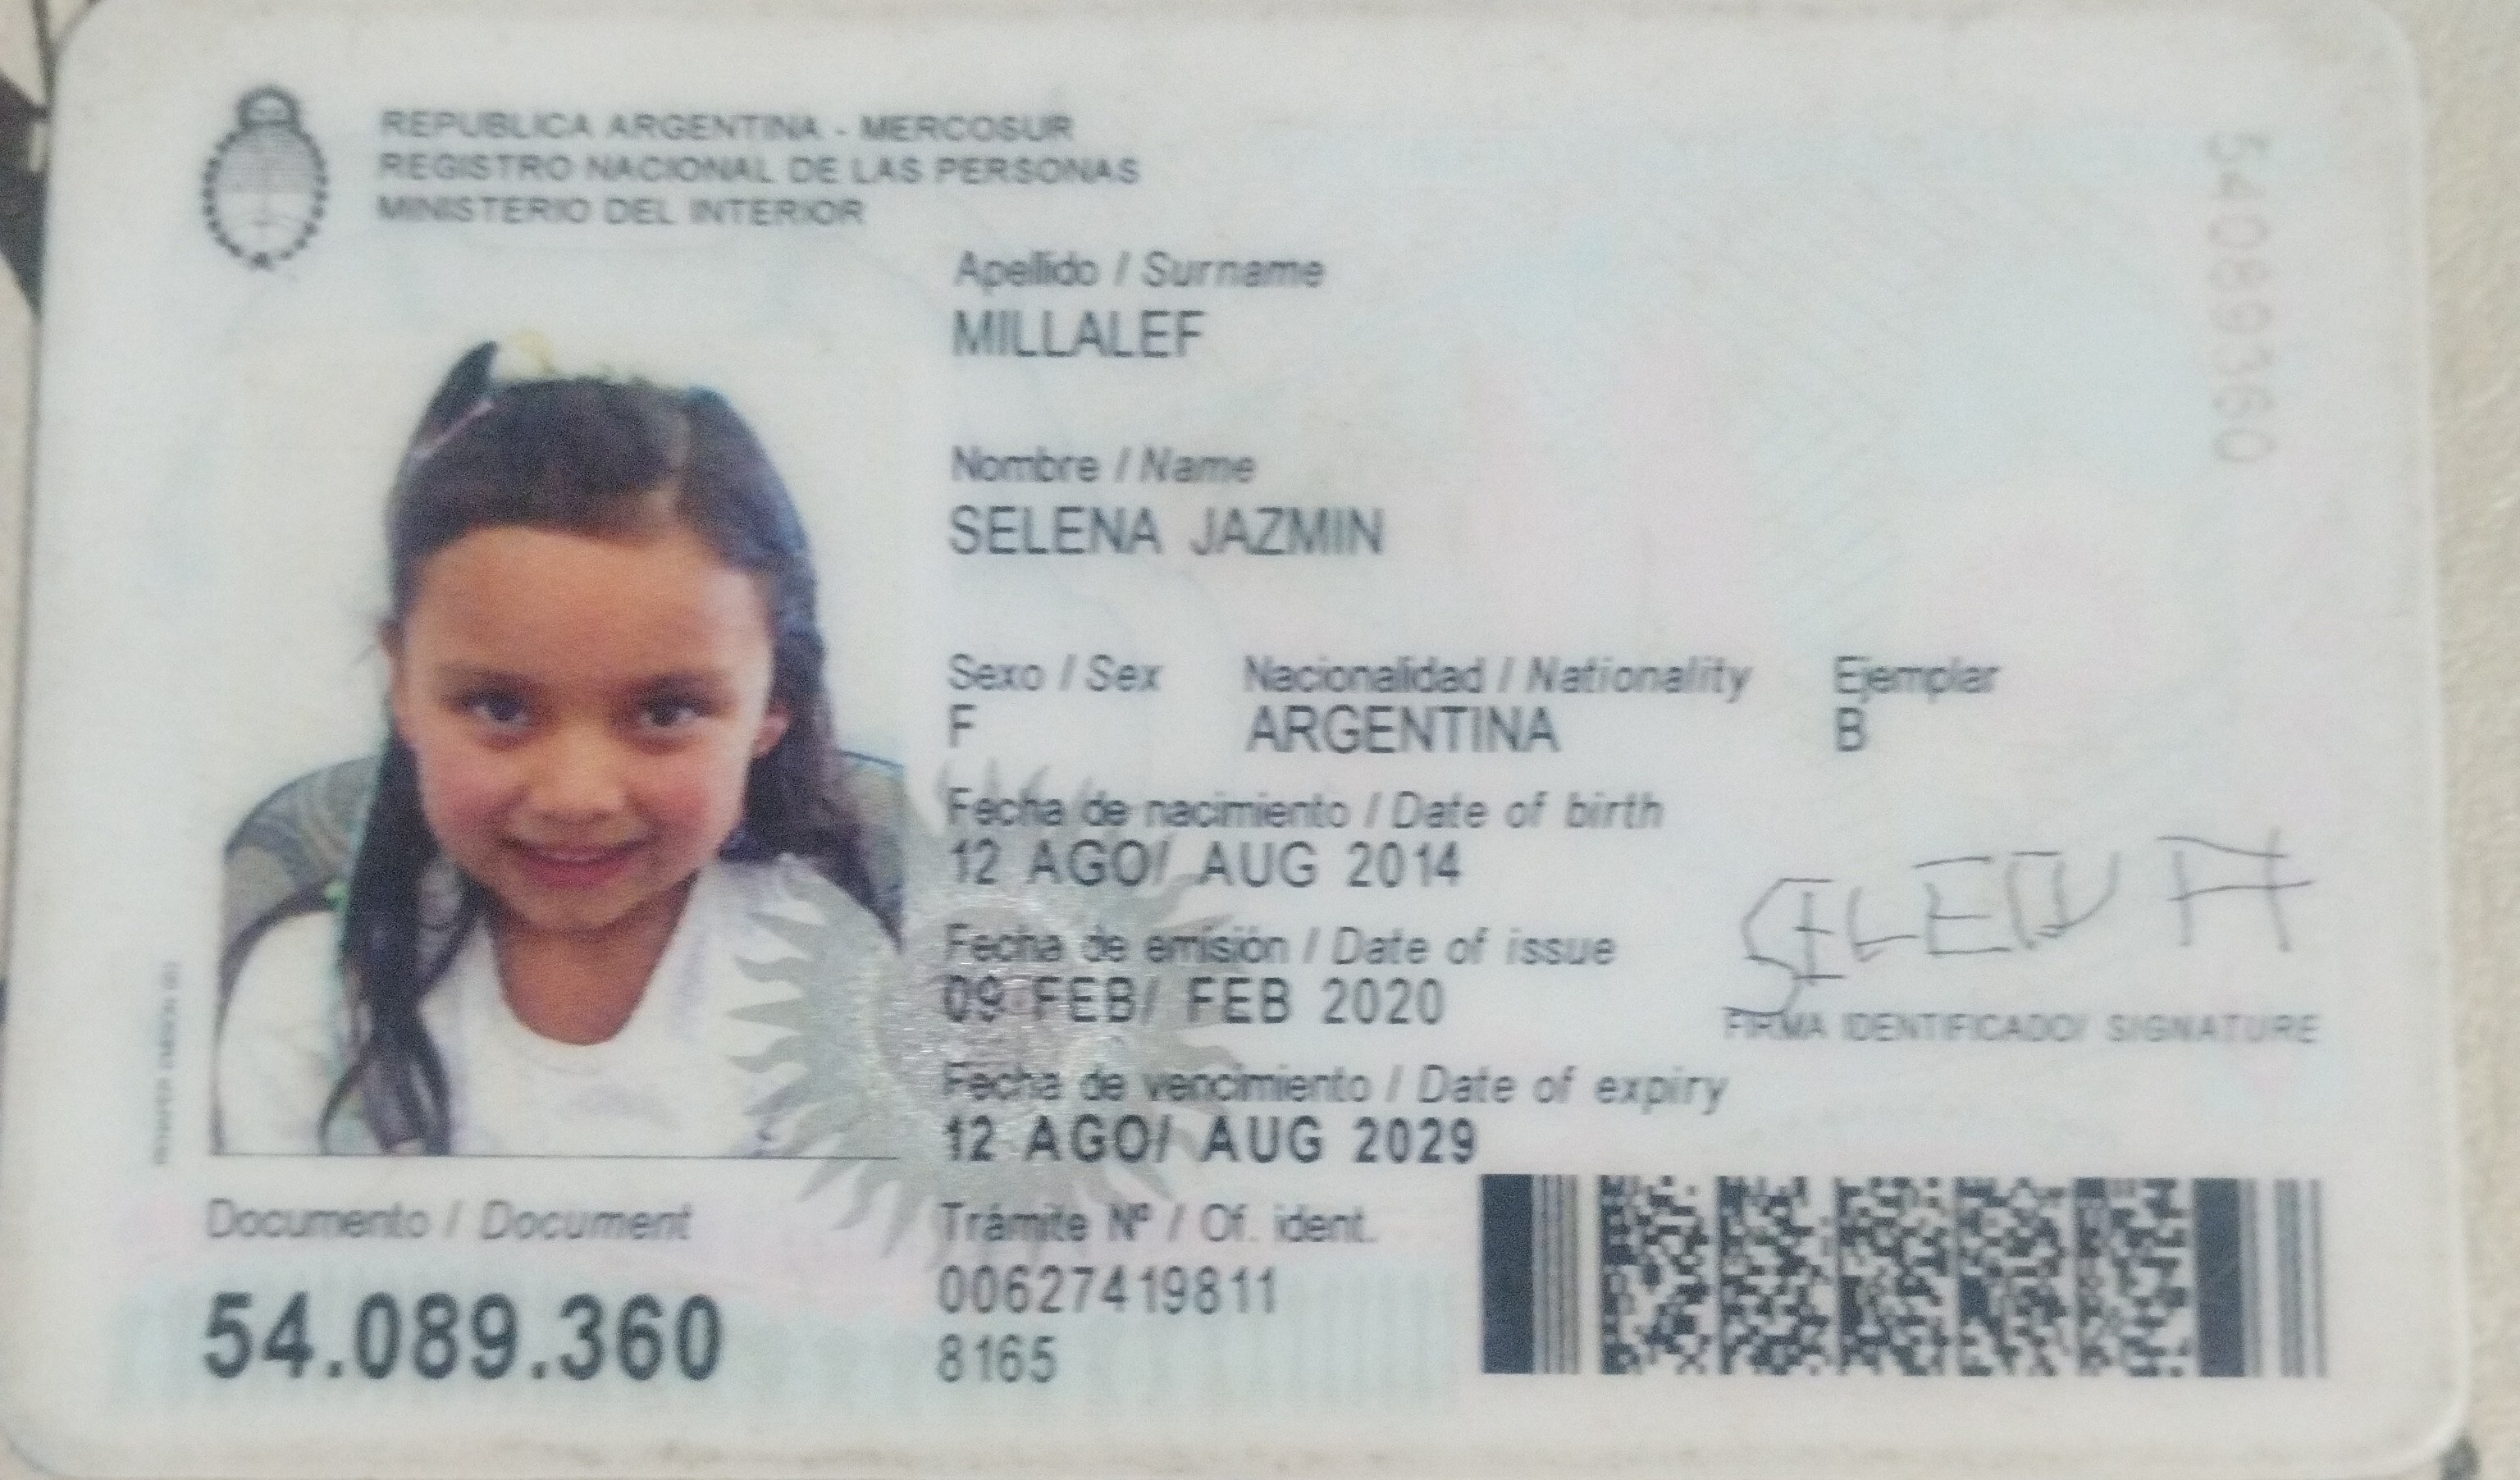 REPUBLICA ARGENTINA - MERCOSUR
REGISTRO NACIONAL DE LAS PERSONAS
MINISTERIO DEL INTERIOR
Apellido / Surname
MILLALEF
Nombre / Name
SELENA JAZMIN
Sexo / Sex Nacionalidad / Nationality Ejemplar
F ARGENTINA B
Fecha de nacimiento / Date of birth
12 AGO/ AUG 2014
Fecha de emisión / Date of issue
09 FEB/ FEB 2020
SELENA
FIRMA IDENTIFICADO/ SIGNATURE
Fecha de vencimiento / Date of expiry
12 AGO/ AUG 2029
Documento / Document
54.089.360
Trámite Nº / Of. ident.
00627419811
8165
54089360